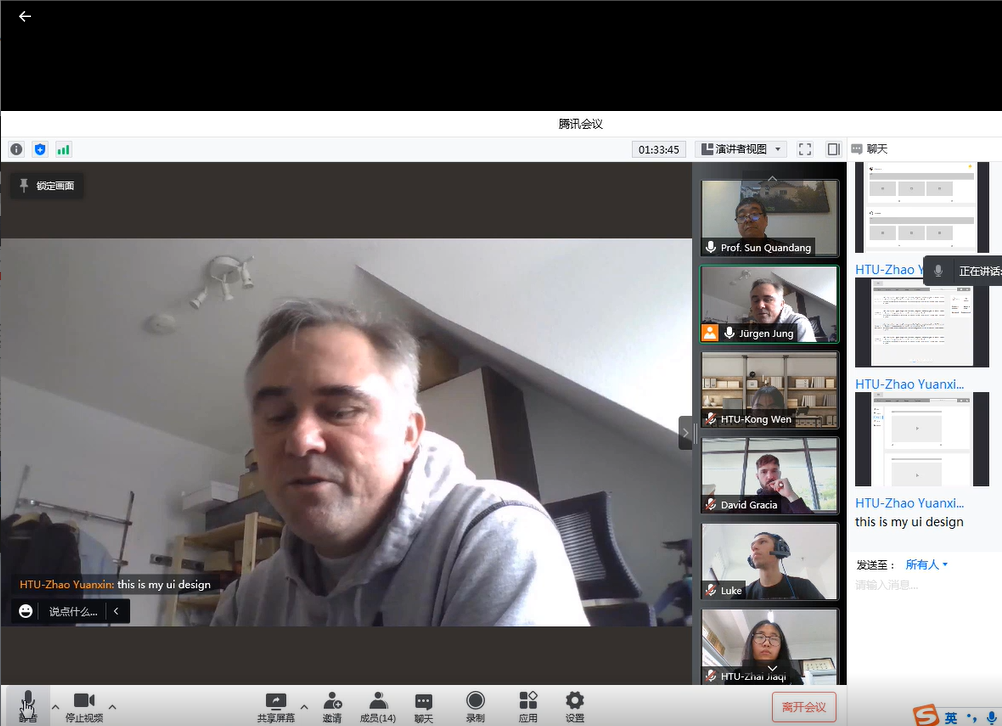 腾讯会议
01:33:45
演讲者视图
聊天
锁定画面
Prof. Sun Quandang
Jürgen Jung
HTU-Kong Wen
David Gracia
Luke
HTU-Zhai Jiaqi
HTU-Zhao Y
正在讲话:
HTU-Zhao Yuanxi...
HTU-Zhao Yuanxi...
this is my ui design
发送至：
所有人
请输入消息...
HTU-Zhao Yuanxin: this is my ui design
说点什么...
静音
停止视频
共享屏幕
邀请
成员(14)
聊天
录制
应用
设置
离开会议
英